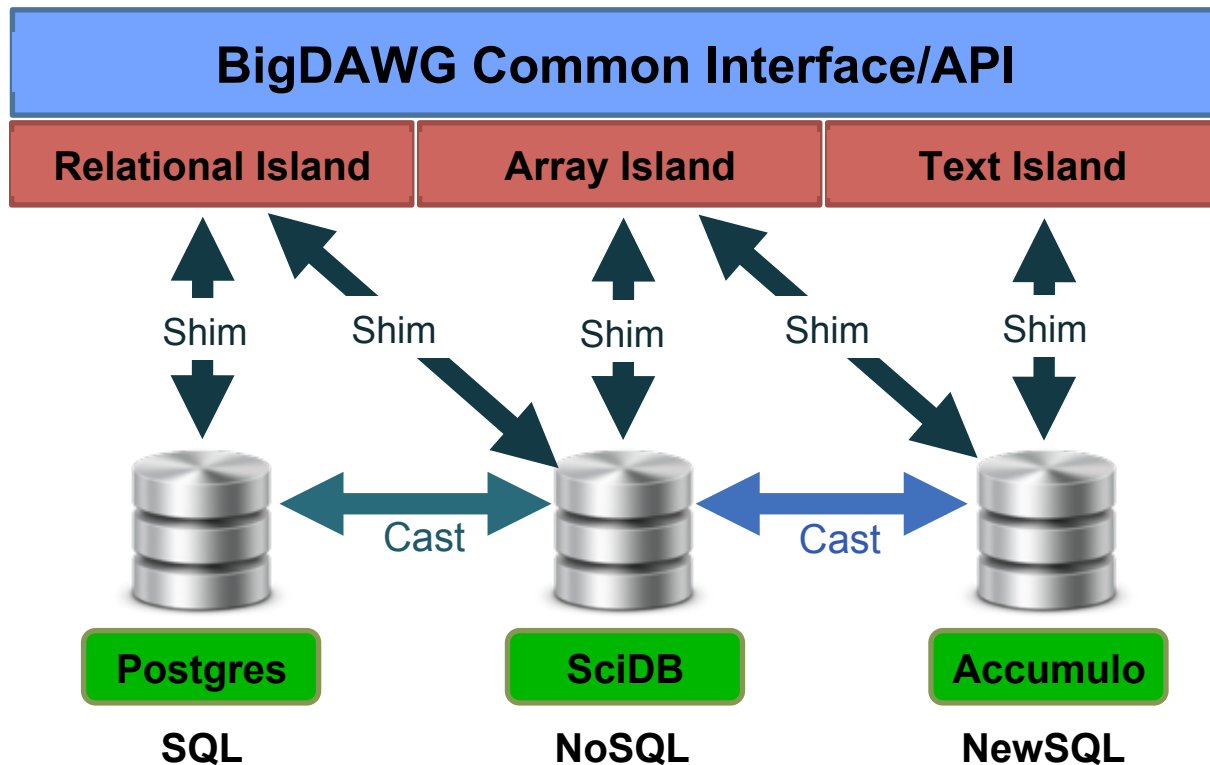 BigDAWG Common Interface/API
Relational Island
Array Island
Text Island
Shim
Shim
Shim
Shim
Shim
Cast
Cast
Postgres
SciDB
Accumulo
SQL
NoSQL
NewSQL